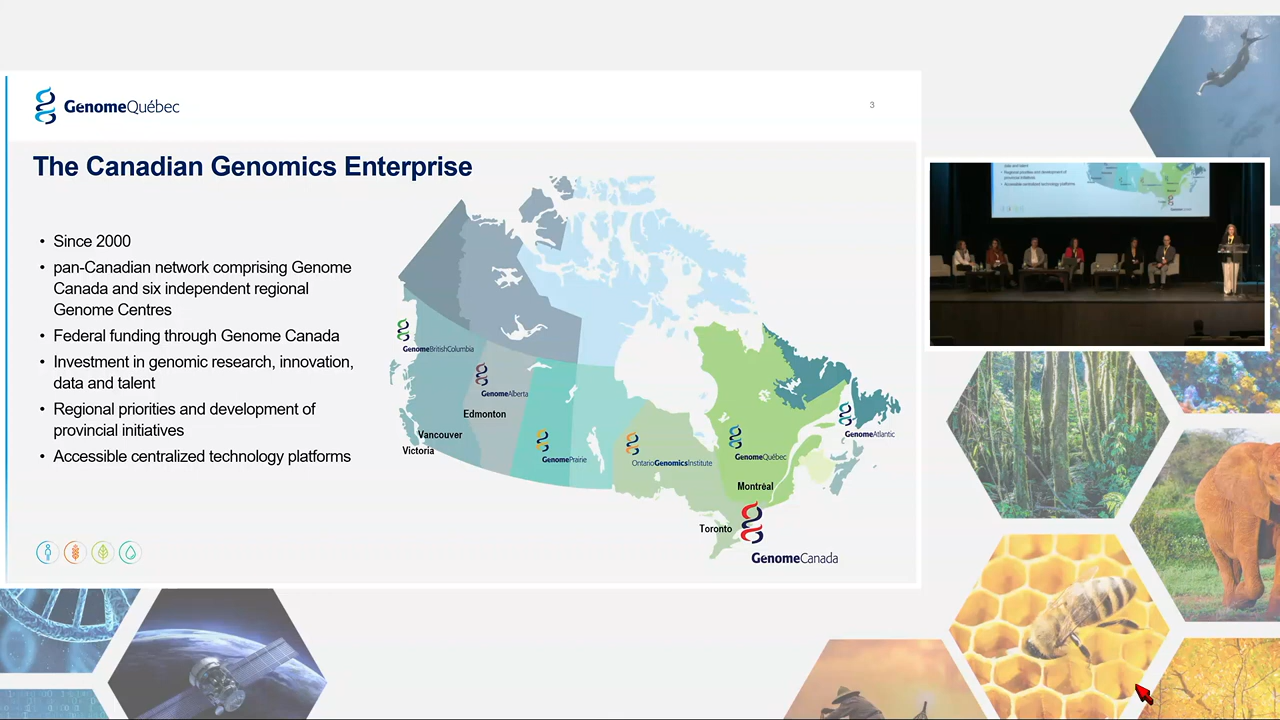 GenomeQuébec
3
The Canadian Genomics Enterprise
• Since 2000
• pan-Canadian network comprising Genome
Canada and six independent regional
Genome Centres
• Federal funding through Genome Canada
• Investment in genomic research, innovation,
data and talent
• Regional priorities and development of
provincial initiatives
• Accessible centralized technology platforms
GenomeBritishColumbia
GenomeAlberta
Edmonton
Vancouver
Victoria
GenomePrairie
OntarioGenomicsInstitute
GenomeQuébec
GenomeAtlantic
Montréal
Toronto
GenomeCanada